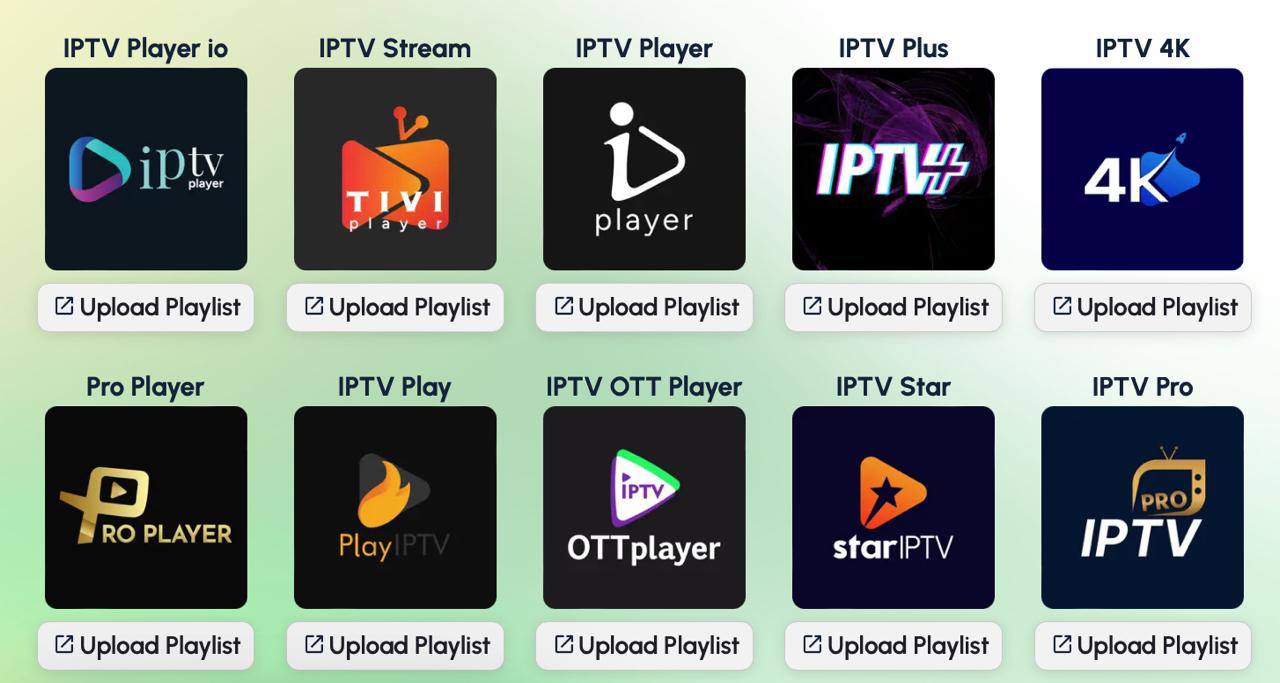 IPTV Player io
IPTV Stream
IPTV Player
IPTV Plus
IPTV 4K
iptv
player
TIVI
player
player
IPTV+
4K
Upload Playlist
Upload Playlist
Upload Playlist
Upload Playlist
Upload Playlist
Pro Player
IPTV Play
IPTV OTT Player
IPTV Star
IPTV Pro
PRO PLAYER
PlayIPTV
iPTV
OTTplayer
starIPTV
PRO
IPTV
Upload Playlist
Upload Playlist
Upload Playlist
Upload Playlist
Upload Playlist